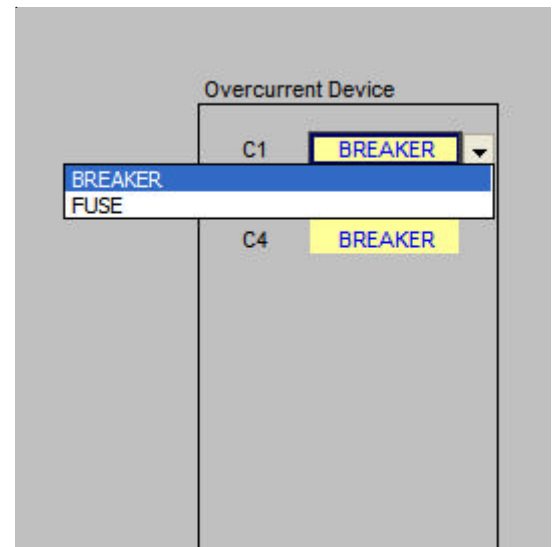 Overcurrent Device
C1 BREAKER
BREAKER
FUSE
C4 BREAKER